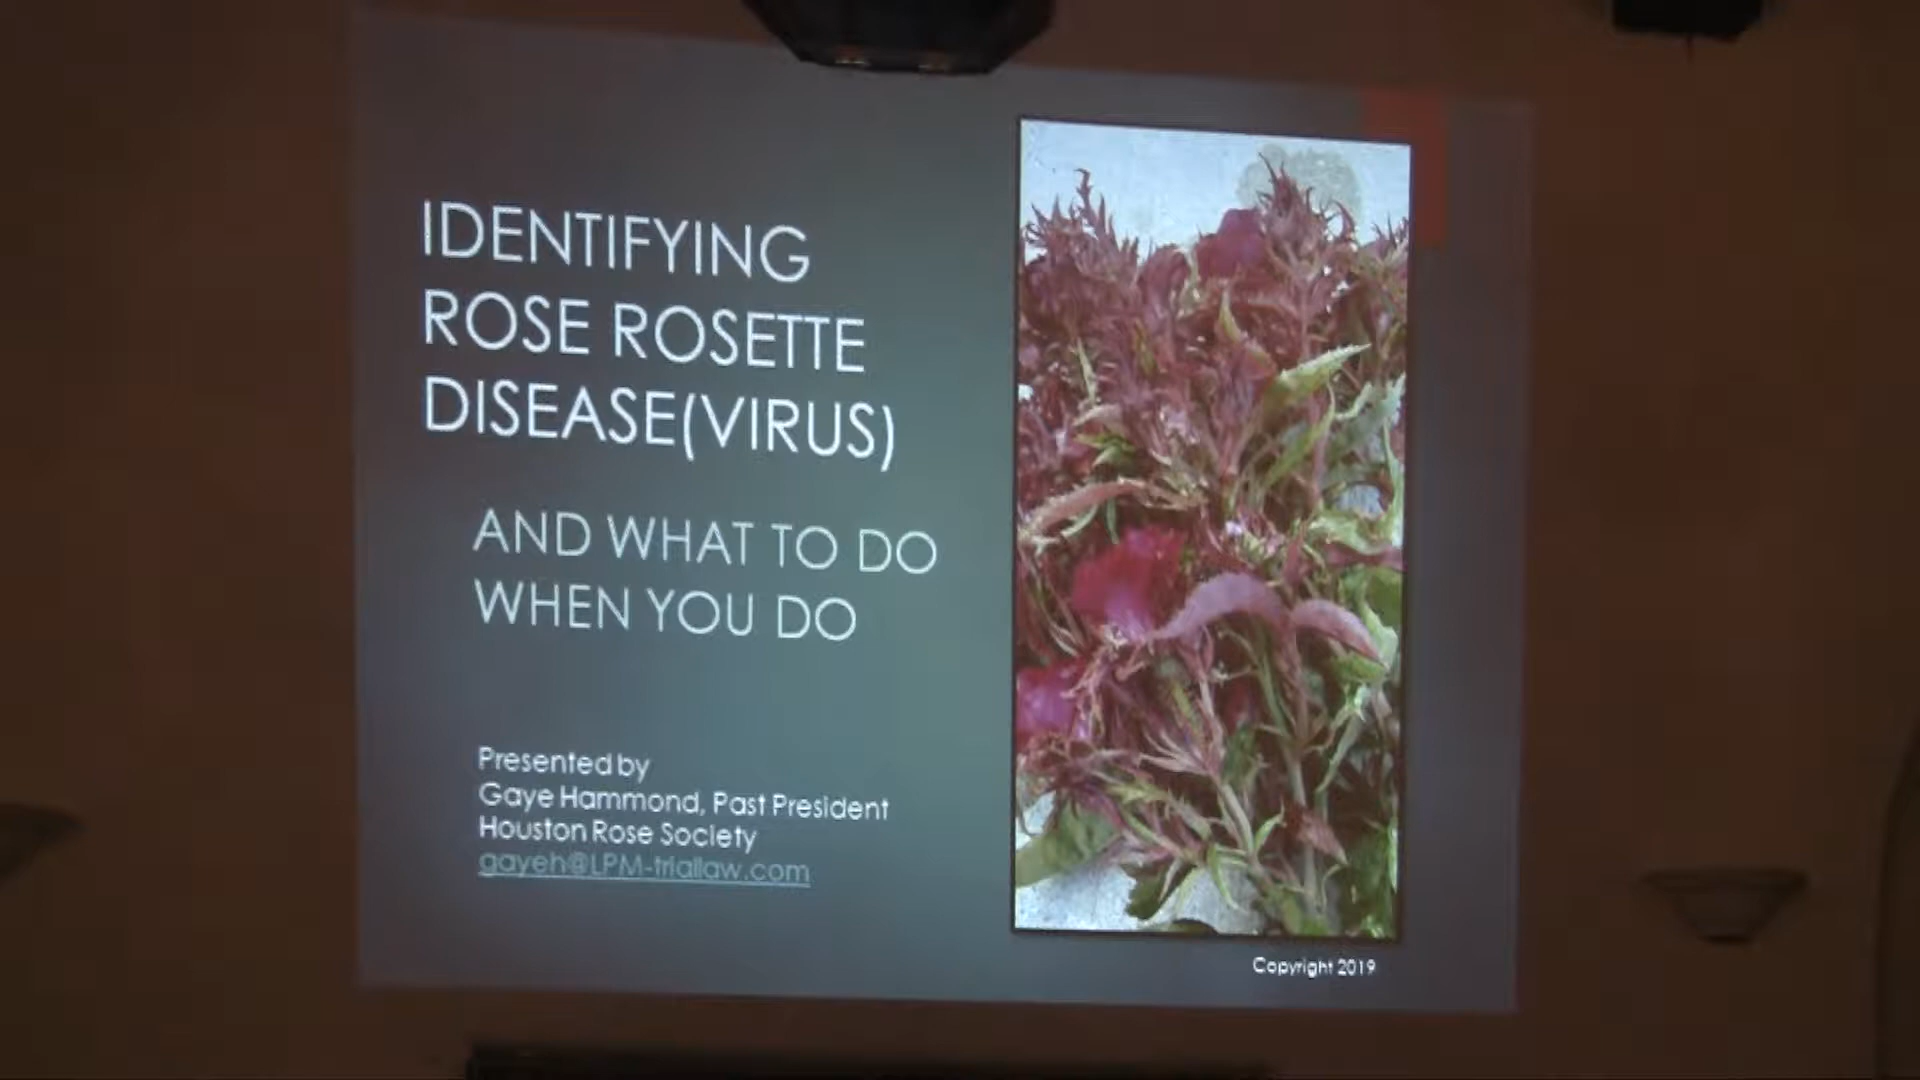 IDENTIFYING
ROSE ROSETTE
DISEASE(VIRUS)
AND WHAT TO DO
WHEN YOU DO
Presented by
Gaye Hammond, Past President
Houston Rose Society
gayeh@LPM-triallaw.com
Copyright 2019